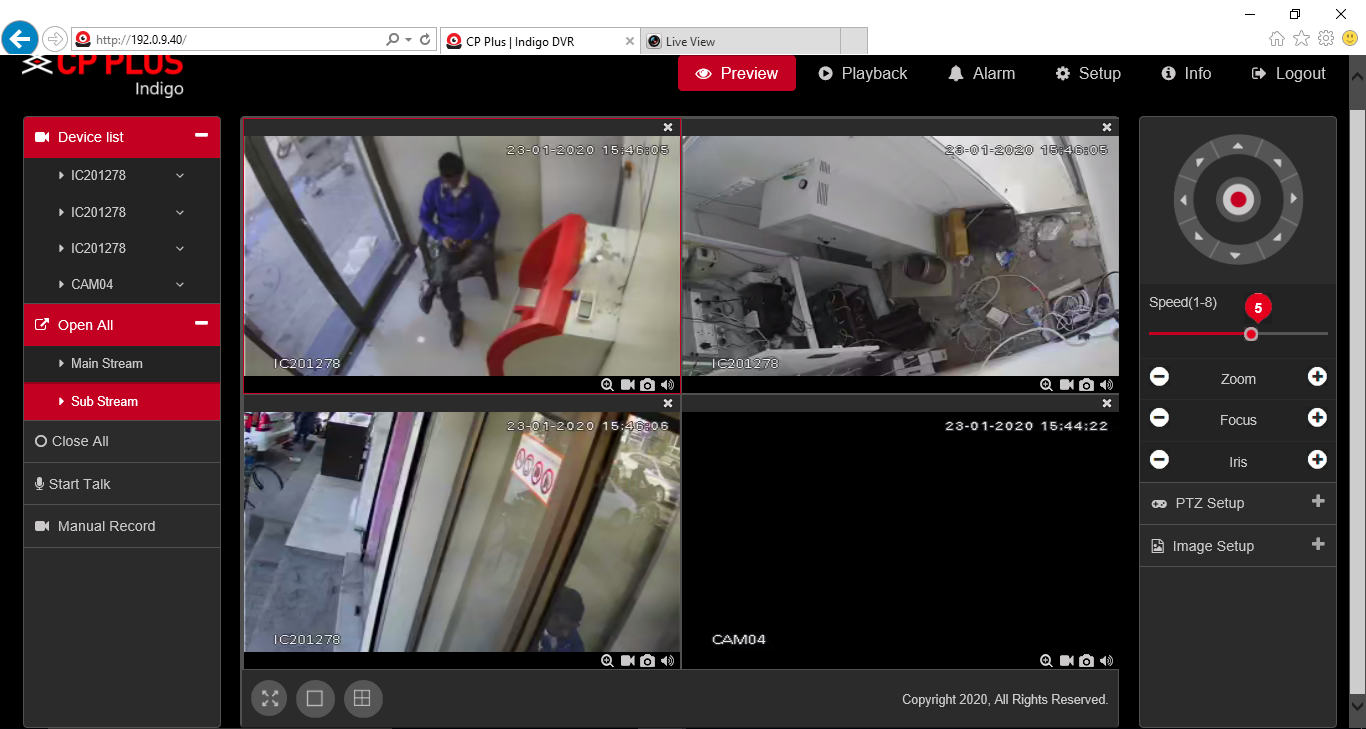 http://192.0.9.40/
CP Plus | Indigo DVR
Live View
CP PLUS
Indigo
Preview
Playback
Alarm
Setup
Info
Logout
Device list
IC201278
IC201278
IC201278
CAM04
Open All
Main Stream
Sub Stream
Close All
Start Talk
Manual Record
23-01-2020 15:46:05
IC201278
23-01-2020 15:46:05
IC201278
23-01-2020 15:46:06
IC201278
23-01-2020 15:44:22
CAM04
Copyright 2020, All Rights Reserved.
Speed(1-8)
5
Zoom
Focus
Iris
PTZ Setup
Image Setup